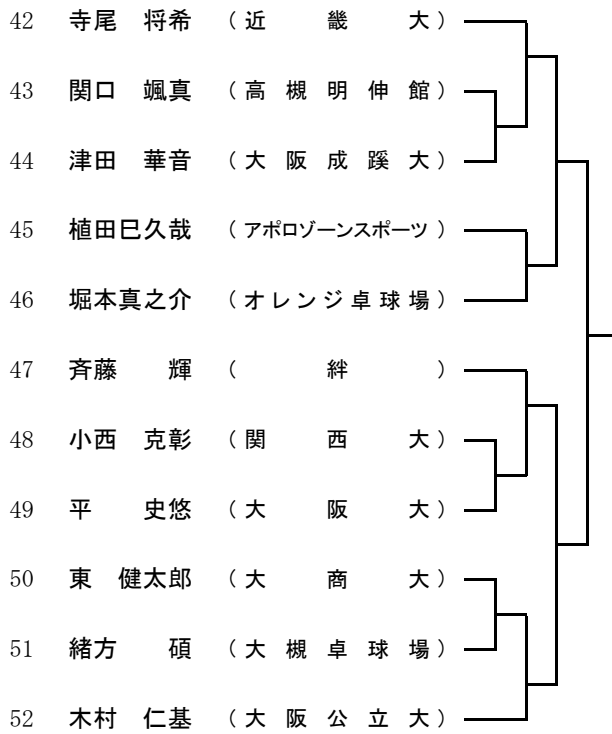 42 寺尾 将希 （近畿大）
43 関口 颯真 （高槻明伸館）
44 津田 華音 （大阪成蹊大）
45 植田巳久哉 （アポロゾーンスポーツ）
46 堀本真之介 （オレンジ卓球場）
47 斉藤 輝 （絆）
48 小西 克彰 （関西大）
49 平 史悠 （大阪大）
50 東 健太郎 （大商大）
51 緒方 碩 （大槻卓球場）
52 木村 仁基 （大阪公立大）